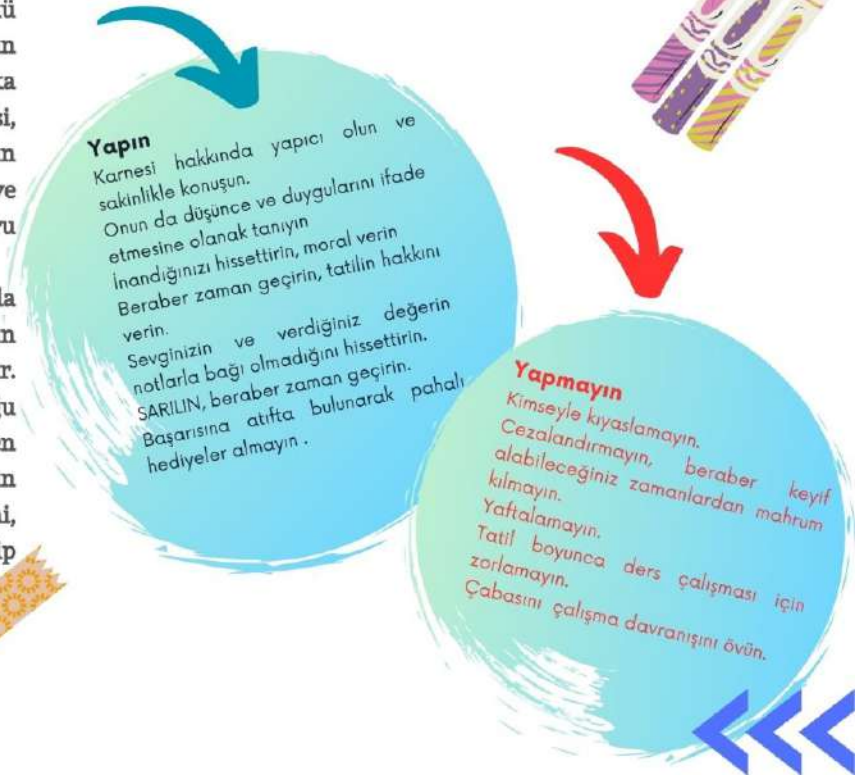 Yapın
Karnesi hakkında yapıcı olun ve
sakinlikle konuşun.
Onun da düşünce ve duygularını ifade
etmesine olanak tanıyın
İnandığınızı hissettirin, moral verin
Beraber zaman geçirin, tatilin hakkını
verin.
Sevginizin ve verdiğiniz değerin
notlarla bağı olmadığını hissettirin.
SARILIN, beraber zaman geçirin.
Başarısına atıfta bulunarak pahalı
hediyeler almayın .
Yapmayın
Kimseyle kıyaslamayın.
Cezalandırmayın, beraber keyif
alabileceğiniz zamanlardan mahrum
kılmayın.
Yaftalamayın.
Tatil boyunca ders çalışması için
zorlamayın.
Çabasını çalışma davranışını övün.